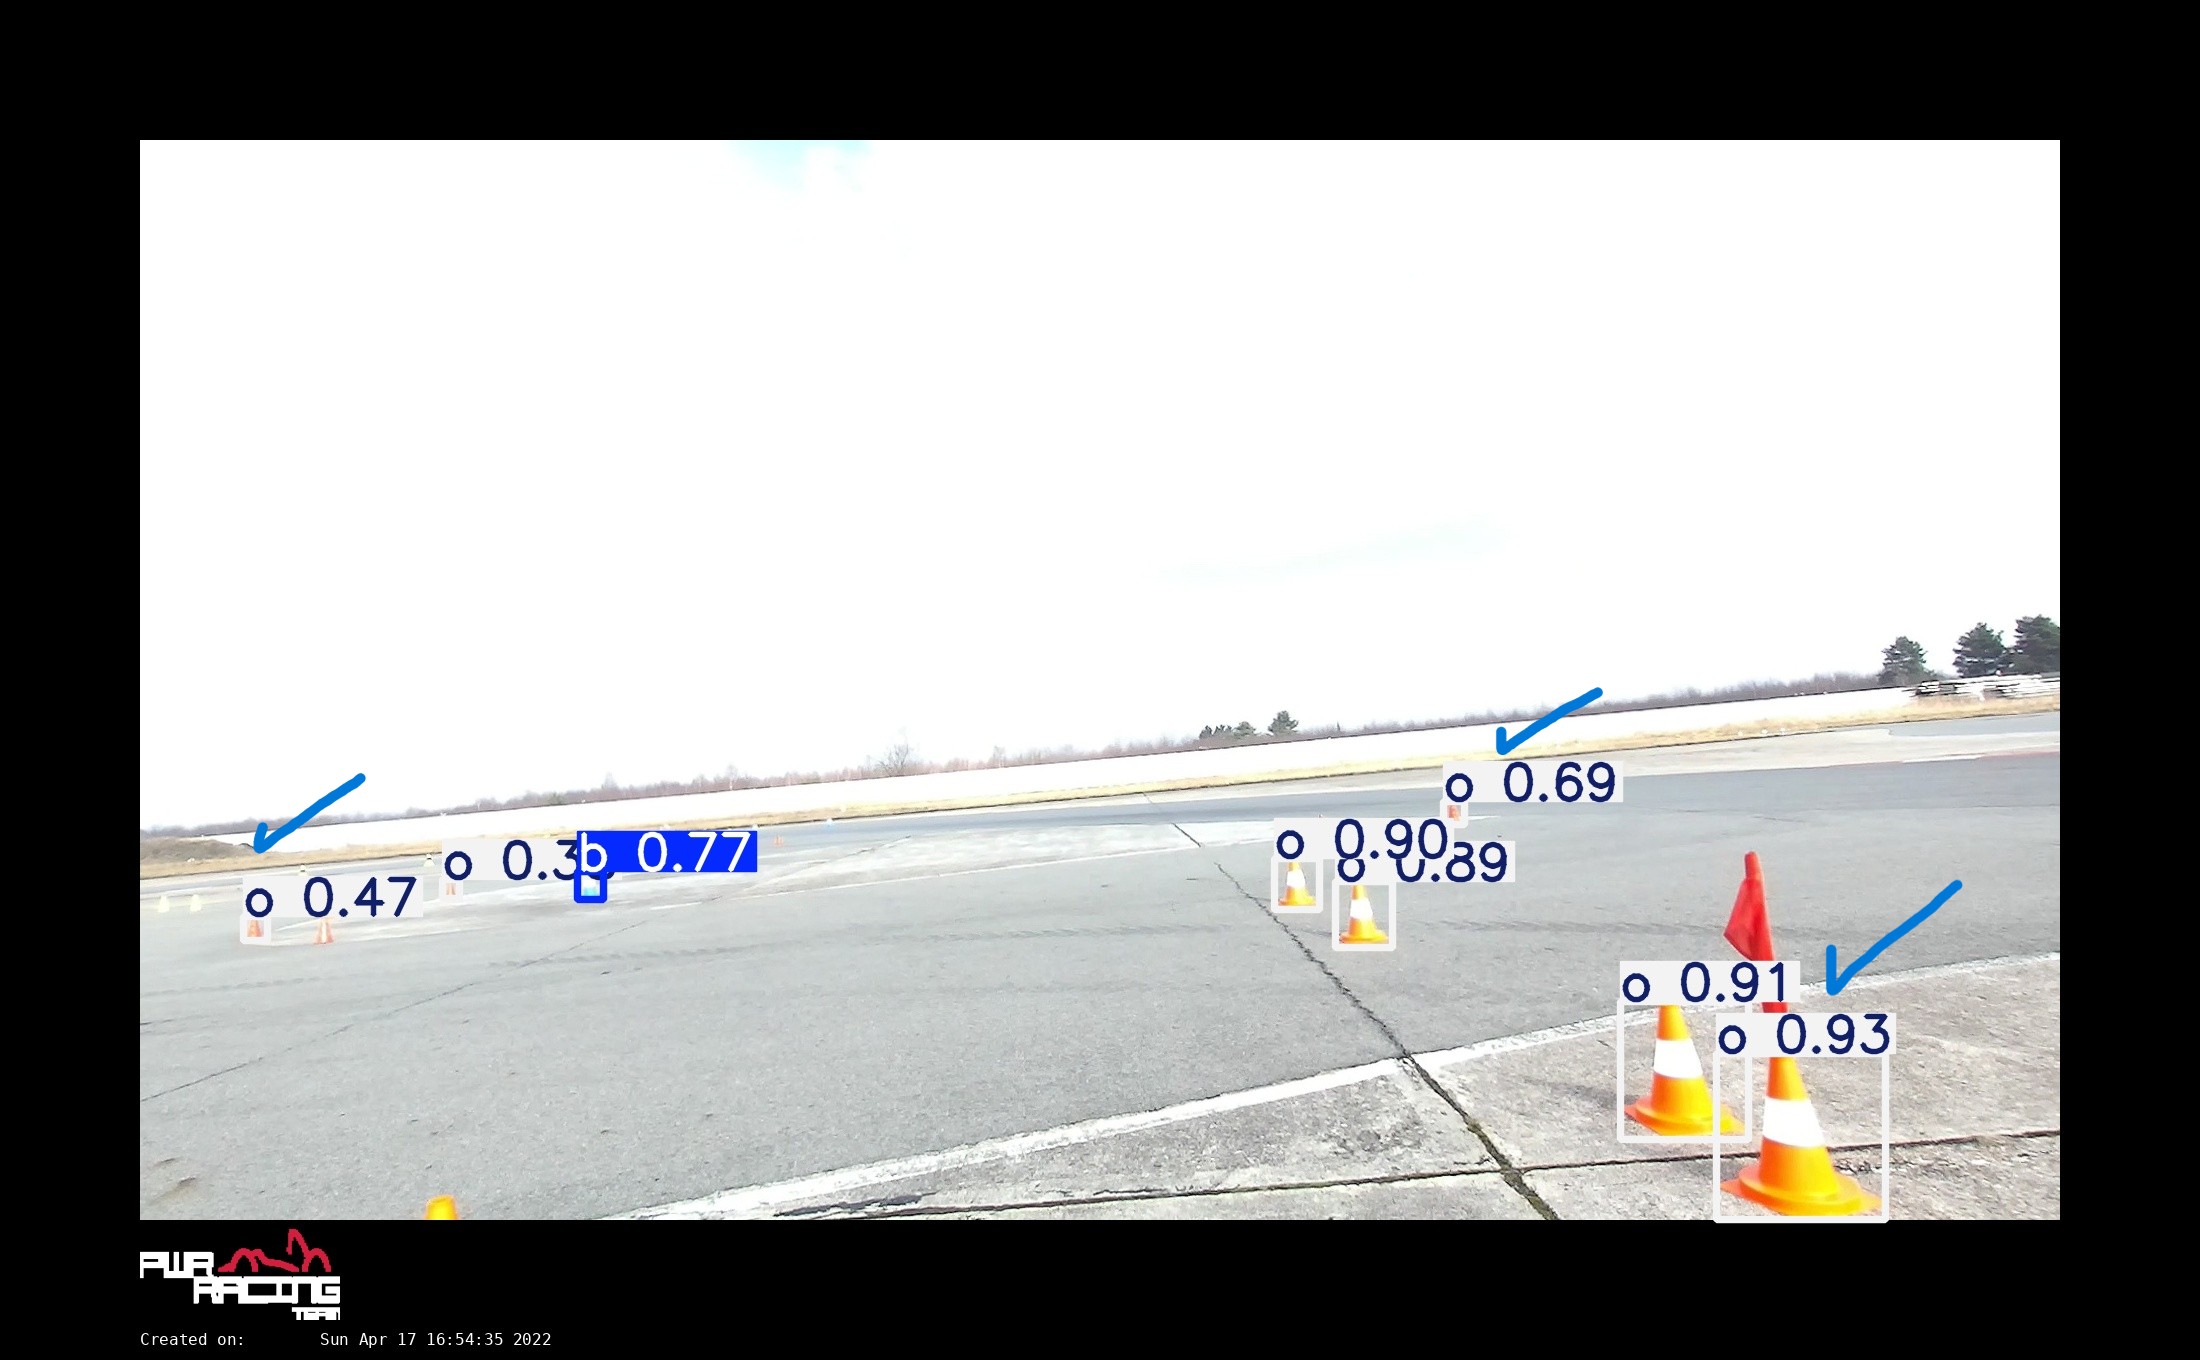 o 0.69
o 0.90
o 0.89
o 0.3
b 0.77
o 0.47
o 0.91
o 0.93
PWR
RACING
TEAM
Created on: Sun Apr 17 16:54:35 2022